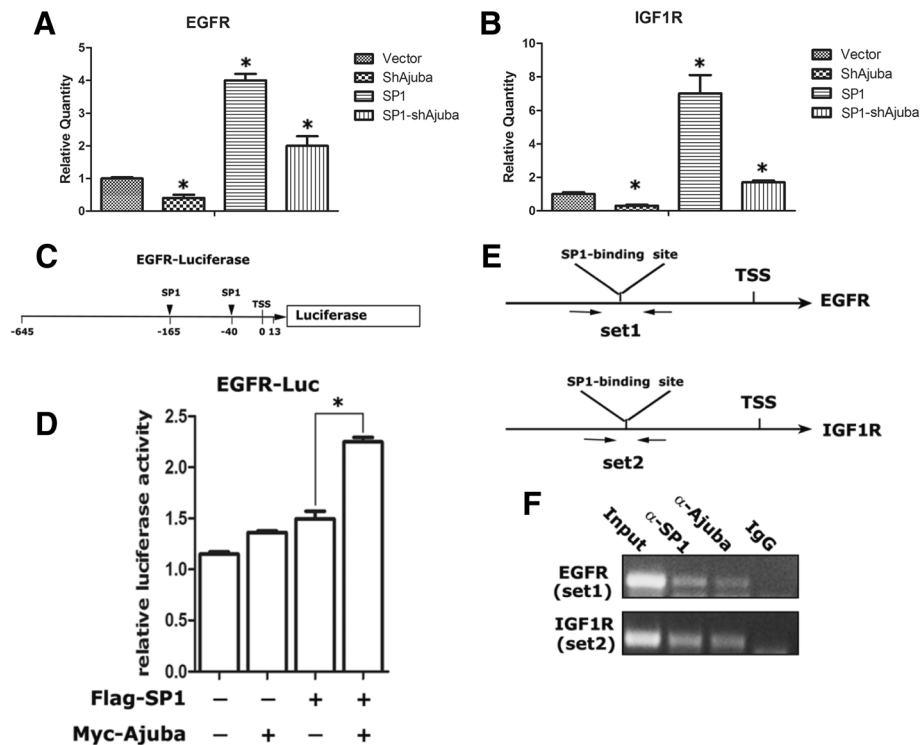 A
EGFR
Relative Quantity
5
4
3
2
1
0
*
*
*
Vector
ShAjuba
SP1
SP1-shAjuba
B
IGF1R
Relative Quantity
10
8
6
4
2
0
*
*
*
Vector
ShAjuba
SP1
SP1-shAjuba
C
EGFR-Luciferase
SP1 SP1 TSS
Luciferase
-645 -165 -40 0 13
D
EGFR-Luc
relative luciferase activity
2.5
2.0
1.5
1.0
0.5
0.0
*
Flag-SP1 − − + +
Myc-Ajuba − + − +
E
SP1-binding site
TSS
EGFR
set1
SP1-binding site
TSS
IGF1R
set2
F
Input α-SP1 α-Ajuba IgG
EGFR
(set1)
IGF1R
(set2)